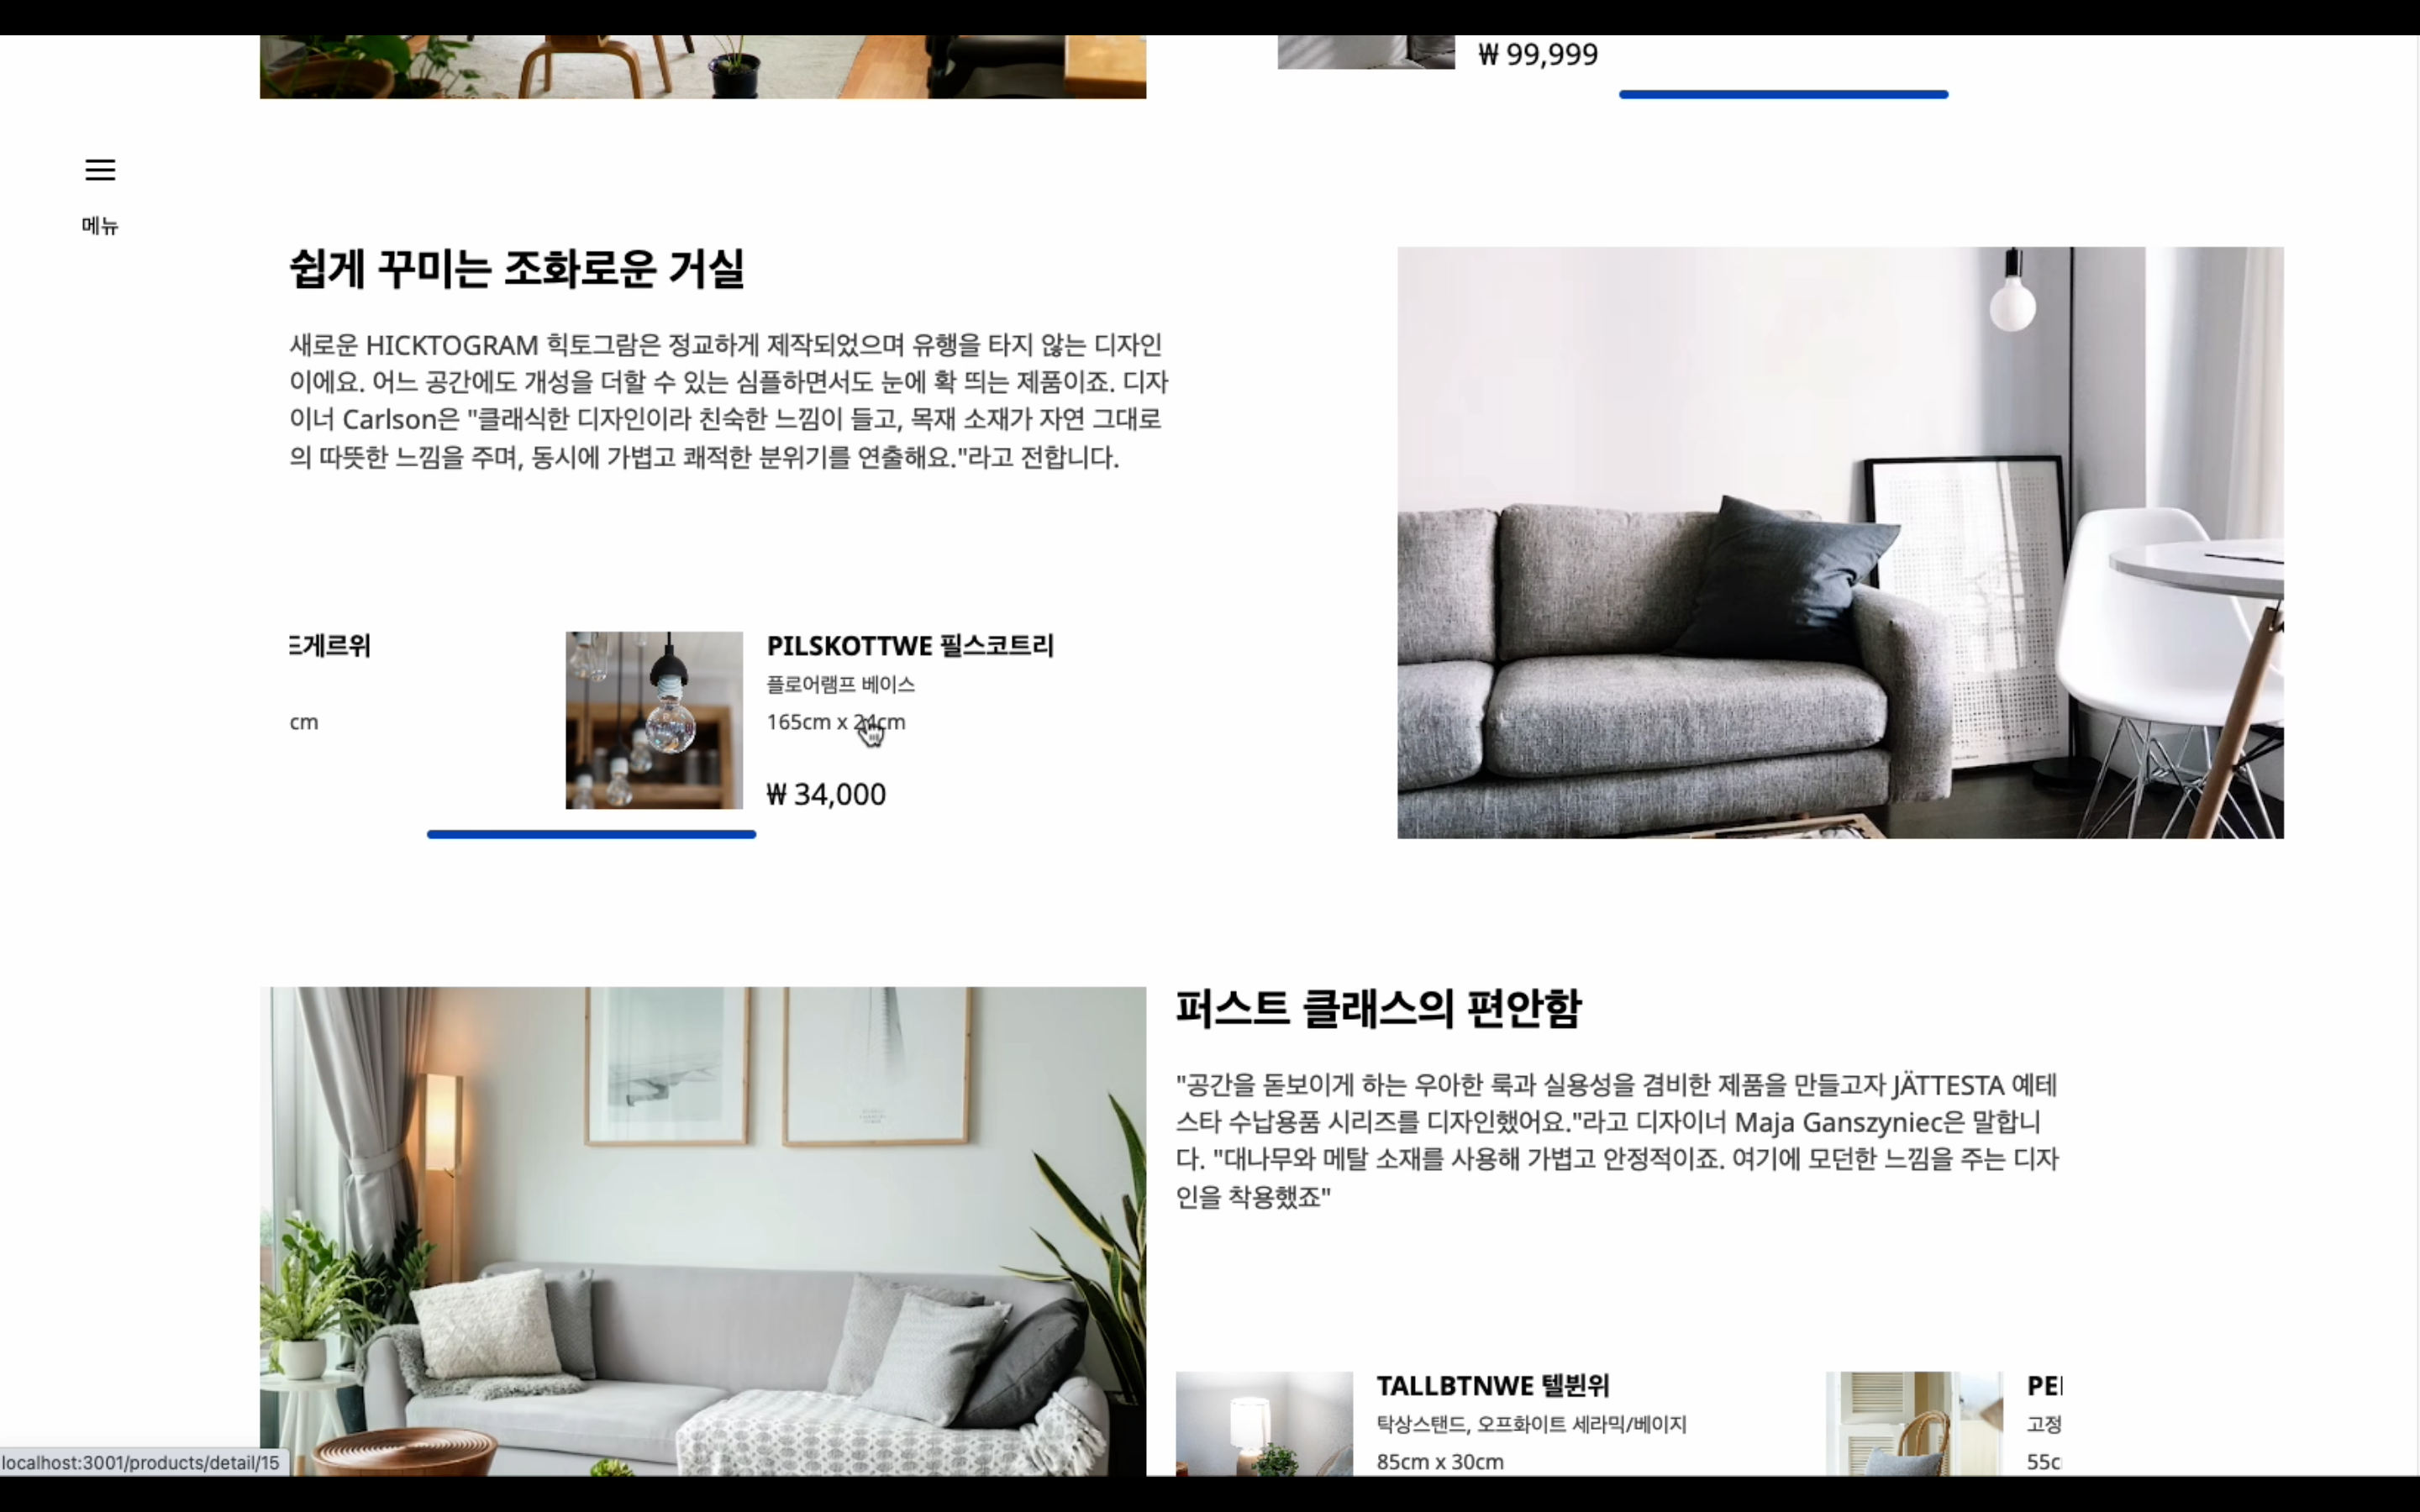 ₩ 99,999
메뉴
쉽게 꾸미는 조화로운 거실
새로운 HICKTOGRAM 힉토그람은 정교하게 제작되었으며 유행을 타지 않는 디자인
이에요. 어느 공간에도 개성을 더할 수 있는 심플하면서도 눈에 확 띄는 제품이죠. 디자
이너 Carlson은 "클래식한 디자인이라 친숙한 느낌이 들고, 목재 소재가 자연 그대로
의 따뜻한 느낌을 주며, 동시에 가볍고 쾌적한 분위기를 연출해요."라고 전합니다.
게르위
cm
PILSKOTTWE 필스코트리
플로어램프 베이스
165cm x 24cm
₩ 34,000
퍼스트 클래스의 편안함
"공간을 돋보이게 하는 우아한 룩과 실용성을 겸비한 제품을 만들고자 JÄTTESTA 예테
스타 수납용품 시리즈를 디자인했어요."라고 디자이너 Maja Ganszyniec은 말합니
다. "대나무와 메탈 소재를 사용해 가볍고 안정적이죠. 여기에 모던한 느낌을 주는 디자
인을 착용했죠"
TALLBTNWE 텔뷘위
탁상스탠드, 오프화이트 세라믹/베이지
85cm x 30cm
PE
고정
55c
localhost:3001/products/detail/15